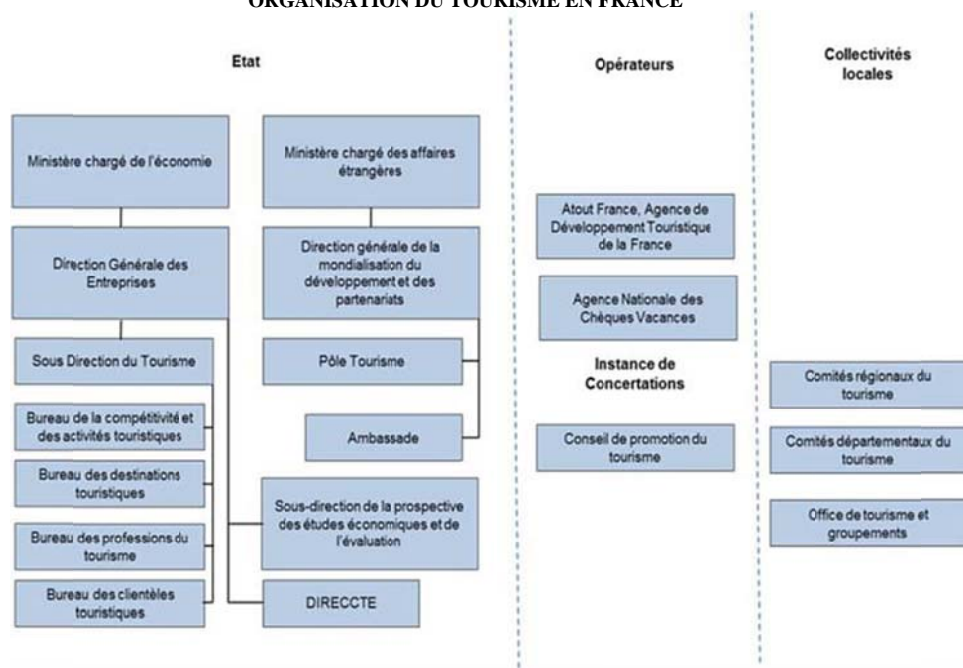 ORGANISATION DU TOURISME EN FRANCE
Etat
Opérateurs
Collectivités
locales
Ministère chargé de l'économie
Ministère chargé des affaires
étrangères
Atout France, Agence de
Développement Touristique
de la France
Direction Générale des
Entreprises
Direction générale de la
mondialisation du
développement et des
partenariats
Agence Nationale des
Chèques Vacances
Sous Direction du Tourisme
Pôle Tourisme
Instance de
Concertations
Comités régionaux du
tourisme
Bureau de la compétitivité et
des activités touristiques
Ambassade
Conseil de promotion du
tourisme
Comtés départementaux du
tourisme
Bureau des destinations
touristiques
Sous-direction de la prospective
des études économiques et de
l'évaluation
Office de tourisme et
groupements
Bureau des professions du
tourisme
Bureau des clientèles
touristiques
DIRECCTE